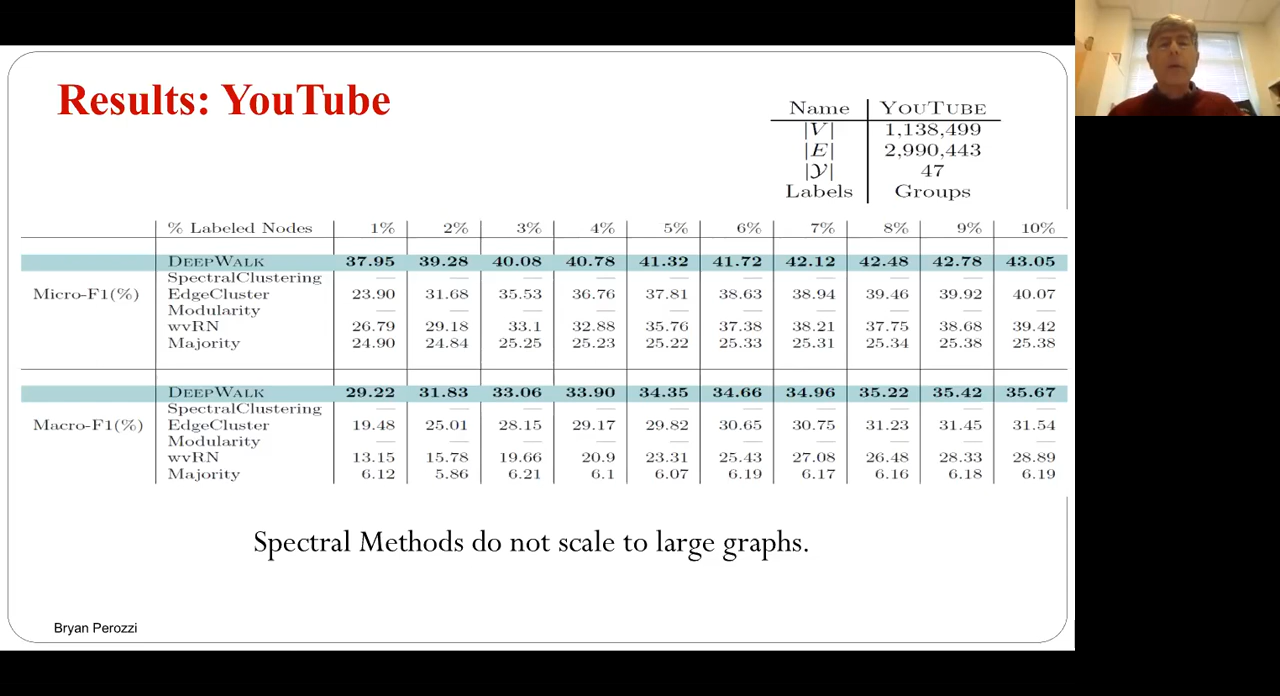 Results: YouTube
Name YOUTUBE
|V| 1,138,499
|E| 2,990,443
|𝒴| 47
Labels Groups
% Labeled Nodes 1% 2% 3% 4% 5% 6% 7% 8% 9% 10%
DEEPWALK 37.95 39.28 40.08 40.78 41.32 41.72 42.12 42.48 42.78 43.05
SpectralClustering — — — — — — — — — —
Micro-F1(%) EdgeCluster 23.90 31.68 35.53 36.76 37.81 38.63 38.94 39.46 39.92 40.07
Modularity — — — — — — — — — —
wvRN 26.79 29.18 33.1 32.88 35.76 37.38 38.21 37.75 38.68 39.42
Majority 24.90 24.84 25.25 25.23 25.22 25.33 25.31 25.34 25.38 25.38
DEEPWALK 29.22 31.83 33.06 33.90 34.35 34.66 34.96 35.22 35.42 35.67
SpectralClustering — — — — — — — — — —
Macro-F1(%) EdgeCluster 19.48 25.01 28.15 29.17 29.82 30.65 30.75 31.23 31.45 31.54
Modularity — — — — — — — — — —
wvRN 13.15 15.78 19.66 20.9 23.31 25.43 27.08 26.48 28.33 28.89
Majority 6.12 5.86 6.21 6.1 6.07 6.19 6.17 6.16 6.18 6.19
Spectral Methods do not scale to large graphs.
Bryan Perozzi